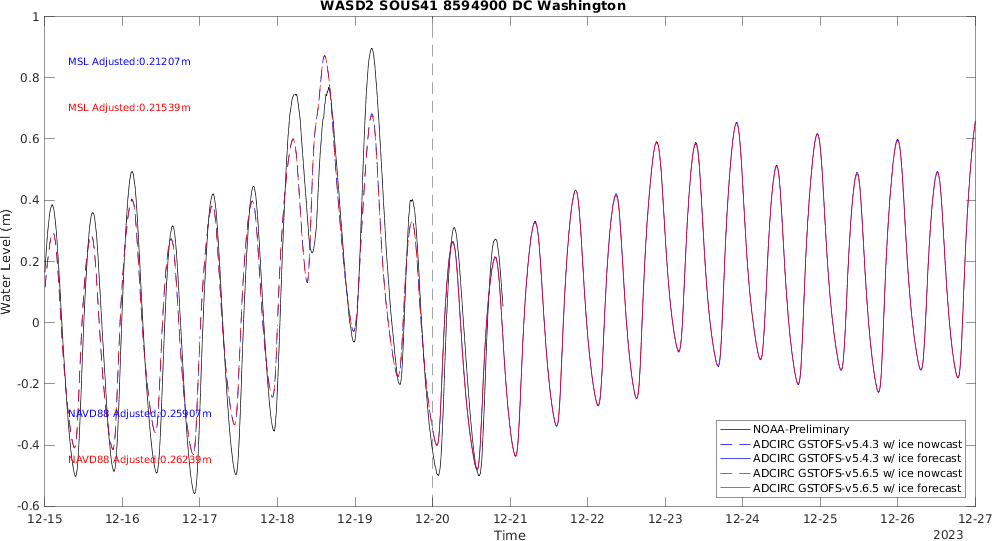 WASD2 SOUS41 8594900 DC Washington
1
MSL Adjusted:0.21207m
0.8
MSL Adjusted:0.21539m
0.6
0.4
0.2
0
-0.2
NAVD88 Adjusted:0.25907m
-0.4
NAVD88 Adjusted:0.26239m
-0.6
Water Level (m)
NOAA-Preliminary
ADCIRC GSTOFS-v5.4.3 w/ ice nowcast
ADCIRC GSTOFS-v5.4.3 w/ ice forecast
ADCIRC GSTOFS-v5.6.5 w/ ice nowcast
ADCIRC GSTOFS-v5.6.5 w/ ice forecast
12-15 12-16 12-17 12-18 12-19 12-20 12-21 12-22 12-23 12-24 12-25 12-26 12-27
Time
2023